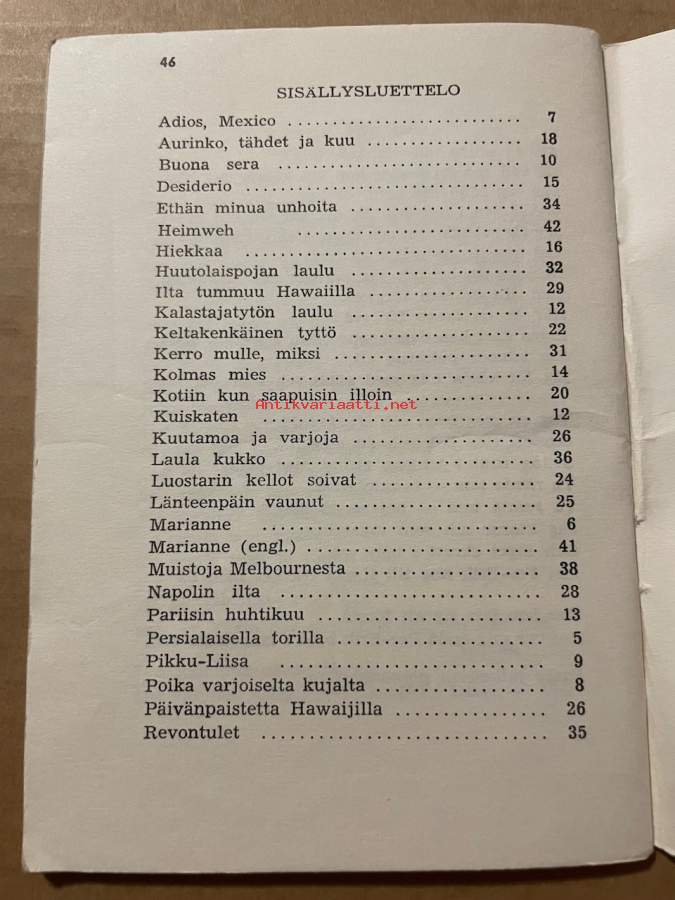 46
SISÄLLYSLUETTELO
Adios, Mexico ............................ 7
Aurinko, tähdet ja kuu ................... 18
Buona sera ............................. 10
Desiderio ................................. 15
Ethän minua unhoita ..................... 34
Heimweh ........................... 42
Hiekkaa ................................. 16
Huutolaispojan laulu ..................... 32
Ilta tummuu Hawaiilla ................... 29
Kalastajatytön laulu ..................... 12
Keltakenkäinen tyttö ..................... 22
Kerro mulle, miksi ....................... 31
Kolmas mies .............................. 14
Kotiin kun saapuisin illoin ............... 20
Antikvariaatti.net
Kuiskaten ................................ 12
Kuutamoa ja varjoja ...................... 26
Laula kukko .............................. 36
Luostarin kellot soivat .................... 24
Länteenpäin vaunut ....................... 25
Marianne ................................ 6
Marianne (engl.) ........................... 41
Muistoja Melbournesta ..................... 38
Napolin ilta ............................... 28
Pariisin huhtikuu .......................... 13
Persialaisella torilla ........................ 5
Pikku-Liisa ............................... 9
Poika varjoiselta kujalta .................... 8
Päivänpaistetta Hawaijilla ................. 26
Revontulet ................................ 35